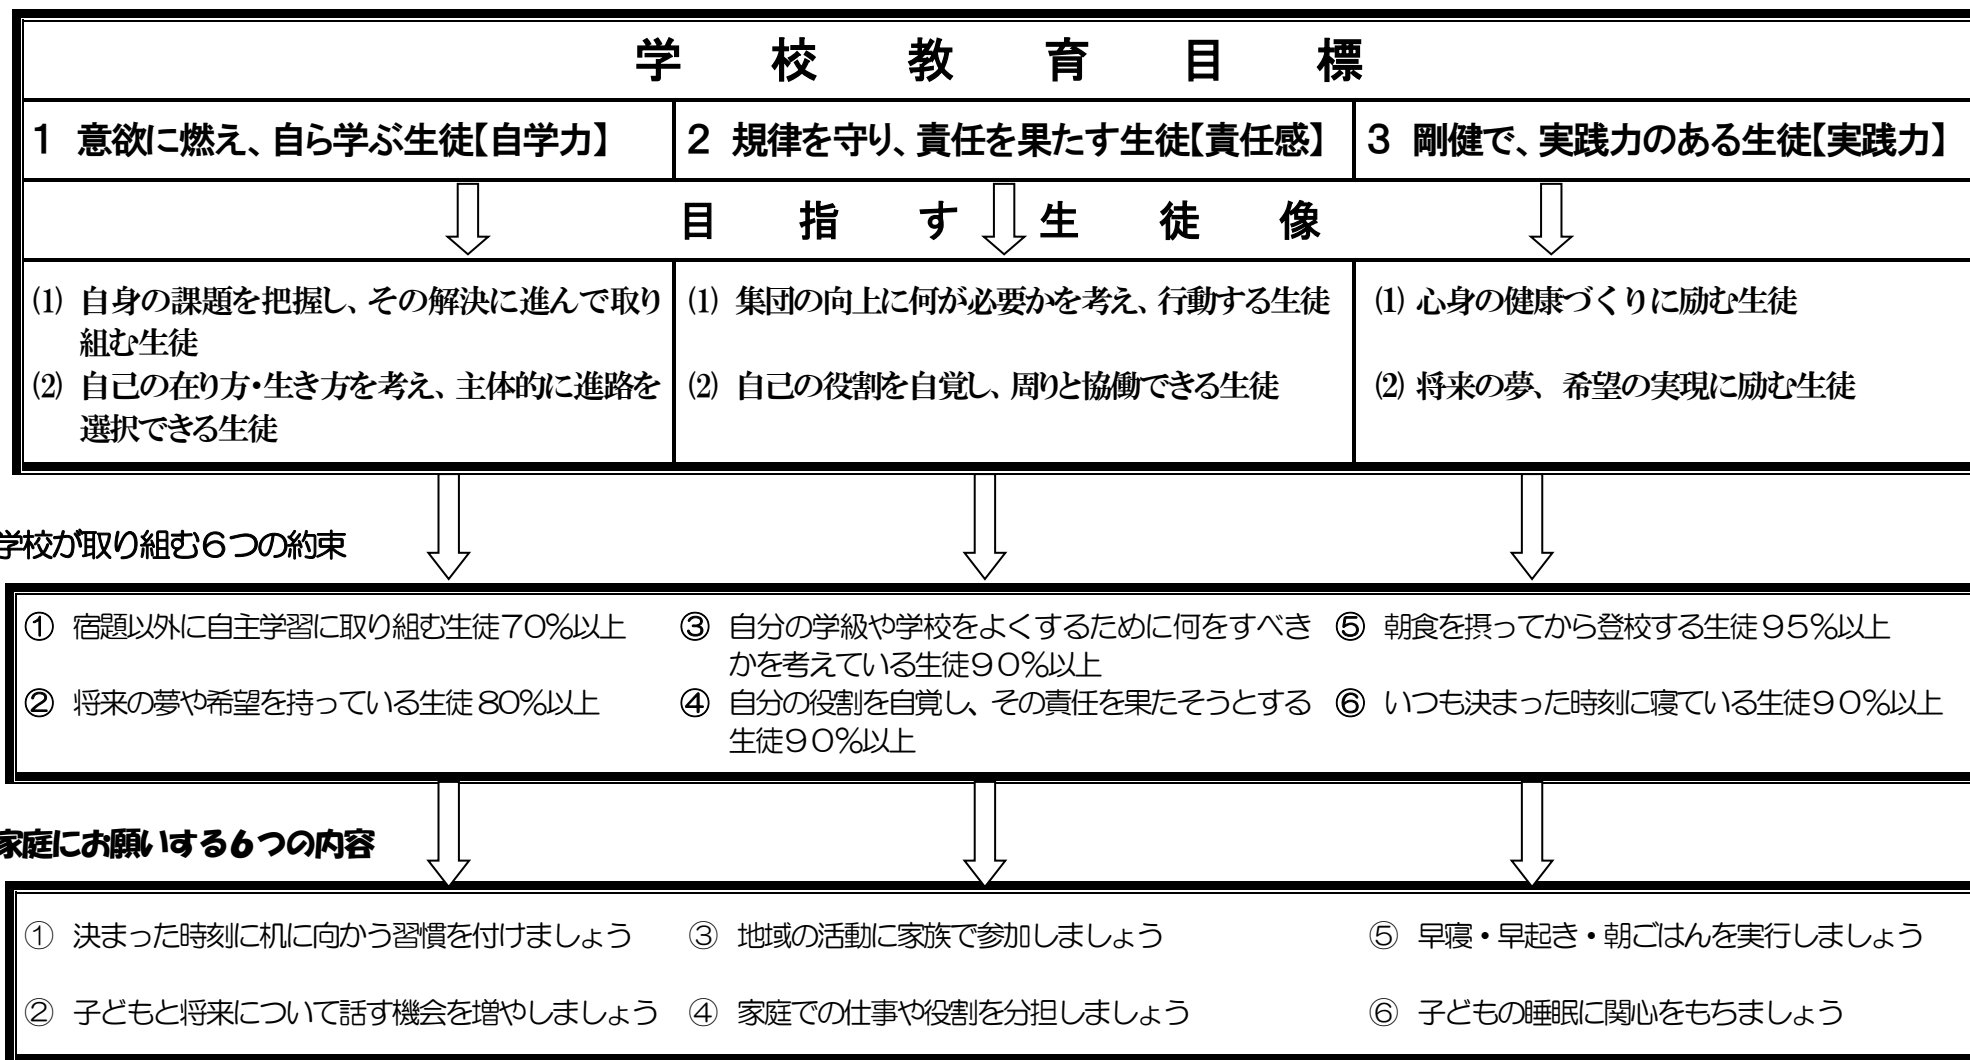 学校教育目標
1 意欲に燃え、自ら学ぶ生徒【自学力】
2 規律を守り、責任を果たす生徒【責任感】
3 剛健で、実践力のある生徒【実践力】
目指す生徒像
⑴ 自身の課題を把握し、その解決に進んで取り
組む生徒
⑵ 自己の在り方・生き方を考え、主体的に進路を
選択できる生徒
⑴ 集団の向上に何が必要かを考え、行動する生徒
⑵ 自己の役割を自覚し、周りと協働できる生徒
⑴ 心身の健康づくりに励む生徒
⑵ 将来の夢、希望の実現に励む生徒
学校が取り組む6つの約束
① 宿題以外に自主学習に取り組む生徒70%以上
② 将来の夢や希望を持っている生徒80%以上
③ 自分の学級や学校をよくするために何をすべき
かを考えている生徒90%以上
④ 自分の役割を自覚し、その責任を果たそうとする
生徒90%以上
⑤ 朝食を摂ってから登校する生徒95%以上
⑥ いつも決まった時刻に寝ている生徒90%以上
家庭にお願いする6つの内容
① 決まった時刻に机に向かう習慣を付けましょう
② 子どもと将来について話す機会を増やしましょう
③ 地域の活動に家族で参加しましょう
④ 家庭での仕事や役割を分担しましょう
⑤ 早寝・早起き・朝ごはんを実行しましょう
⑥ 子どもの睡眠に関心をもちましょう